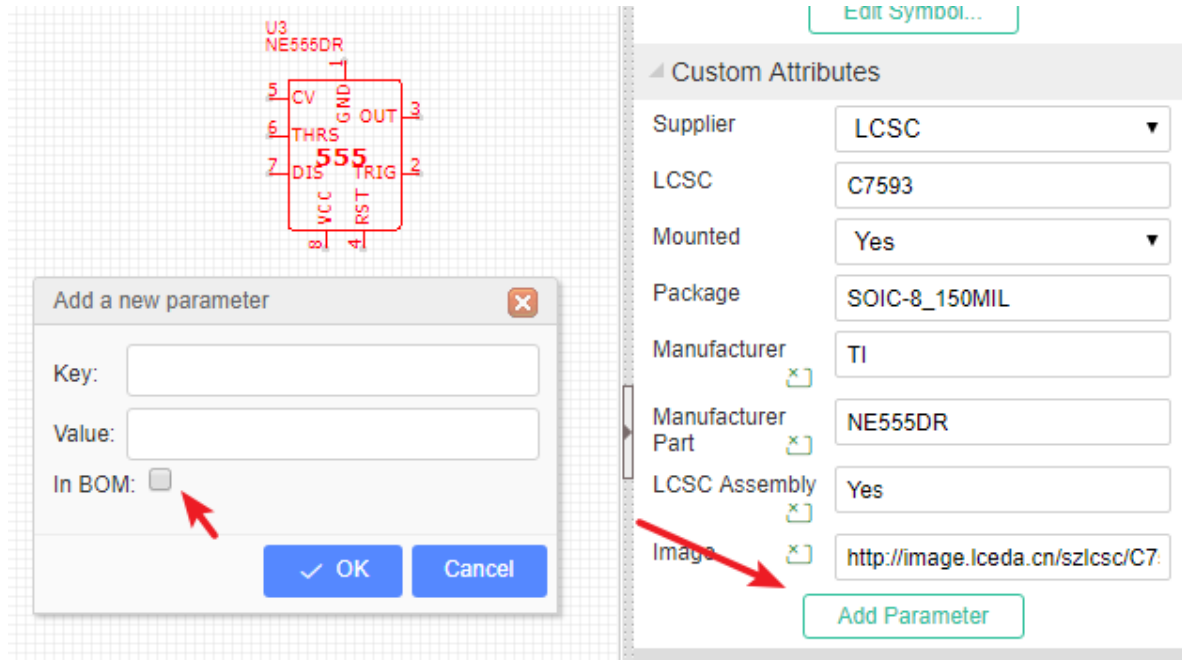 Edit Symbol...
U3
NE555DR
1
GND
5
CV
OUT
3
6
THRS
555
7
DIS
TRIG
2
VCC
RST
8
4
Add a new parameter
Key:
Value:
In BOM:
OK
Cancel
Custom Attributes
Supplier
LCSC
LCSC
C7593
Mounted
Yes
Package
SOIC-8_150MIL
Manufacturer
TI
Manufacturer
Part
NE555DR
LCSC Assembly
Yes
Image
http://image.lceda.cn/szlcsc/C7
Add Parameter